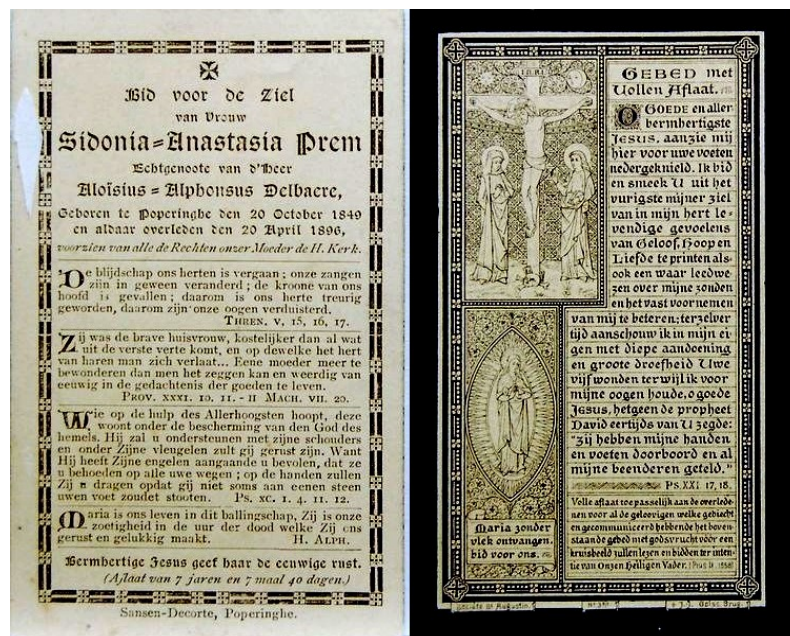 Bid voor de Ziel
van Vrouw
Sidonia=Anastasia Prem
Echtgenoote van d'Heer
Aloïsius=Alphonsus Delbaere,
Geboren te Poperinghe den 20 October 1849
en aldaar overleden den 20 April 1896,
voorzien van alle de Rechten onzer Moeder de H. Kerk.
De blijdschap ons herten is vergaan; onze zangen
zijn in geween veranderd; de kroone van ons
hoofd is gevallen; daarom is ons herte treurig
geworden, daarom zijn onze oogen verduisterd.
THREN. V, 15, 16, 17.
Zij was de brave huisvrouw, kostelijker dan al wat
uit de verste verte komt, en op dewelke het hert
van haren man zich verlaat... Eene moeder meer te
bewonderen dan men het zeggen kan en weerdig van
eeuwig in de gedachtenis der goeden te leven.
PROV. XXXI. 10. 11. - II MACH. VII. 20.
Wie op de hulp des Allerhoogsten hoopt, deze
woont onder de bescherming van den God des
hemels. Hij zal u ondersteunen met zijne schouders
en onder Zijne vleugelen zult gij gerust zijn. Want
Hij heeft Zijne engelen aangaande u bevolen, dat ze
u behoeden op alle uwe wegen; op de handen zullen
Zij u dragen opdat gij niet soms aan eenen steen
uwen voet zoudet stooten. Ps. XC. 1. 4. 11. 12.
Maria is ons leven in dit ballingschap, Zij is onze
zoetigheid in de uur der dood welke Zij ons
gerust en gelukkig maakt. H. ALPH.
Bermhertige Jesus geef haar de eeuwige rust.
(Aflaat van 7 jaren en 7 maal 40 dagen.)
Sansen-Decorte, Poperinghe.
INRI
GEBED met
Vollen Aflaat.
O GOEDE en aller
bermhertigste
JESUS, aanzie mij
hier voor uwe voeten
nedergeknield. Ik bid
en smeek U uit het
vurigste mijner ziel
van in mijn hert le-
vendige gevoelens
van Geloof, Hoop en
Liefde te printen als-
ook een waar leedwe-
zen over mijne zonden
en het vast voornemen
van mij te beteren; terzelver
tijd aanschouw ik in mijn ei
gen met diepe aandoening
en groote droefheid Uwe
vijf wonden terwijl ik voor
mijne oogen houde, o goede
JESUS, hetgeen de propheet
David eertijds van U zegde:
"Zij hebben mijne handen
en voeten doorboord en al
mijne beenderen geteld."
PS. XXI. 17, 18.
Volle aflaat toepasselijk aan de overlede-
nen voor al de geloovigen welke gebiecht
en gecommuniceerd hebbende het boven-
staande gebed met godsvrucht vóór een
kruisbeeld zullen lezen en bidden ter inten-
tie van Onzen Heiligen Vader. (Pius IX. 1858)
Maria zonder
vlek ontvangen,
bid voor ons.
Société St Augustin.